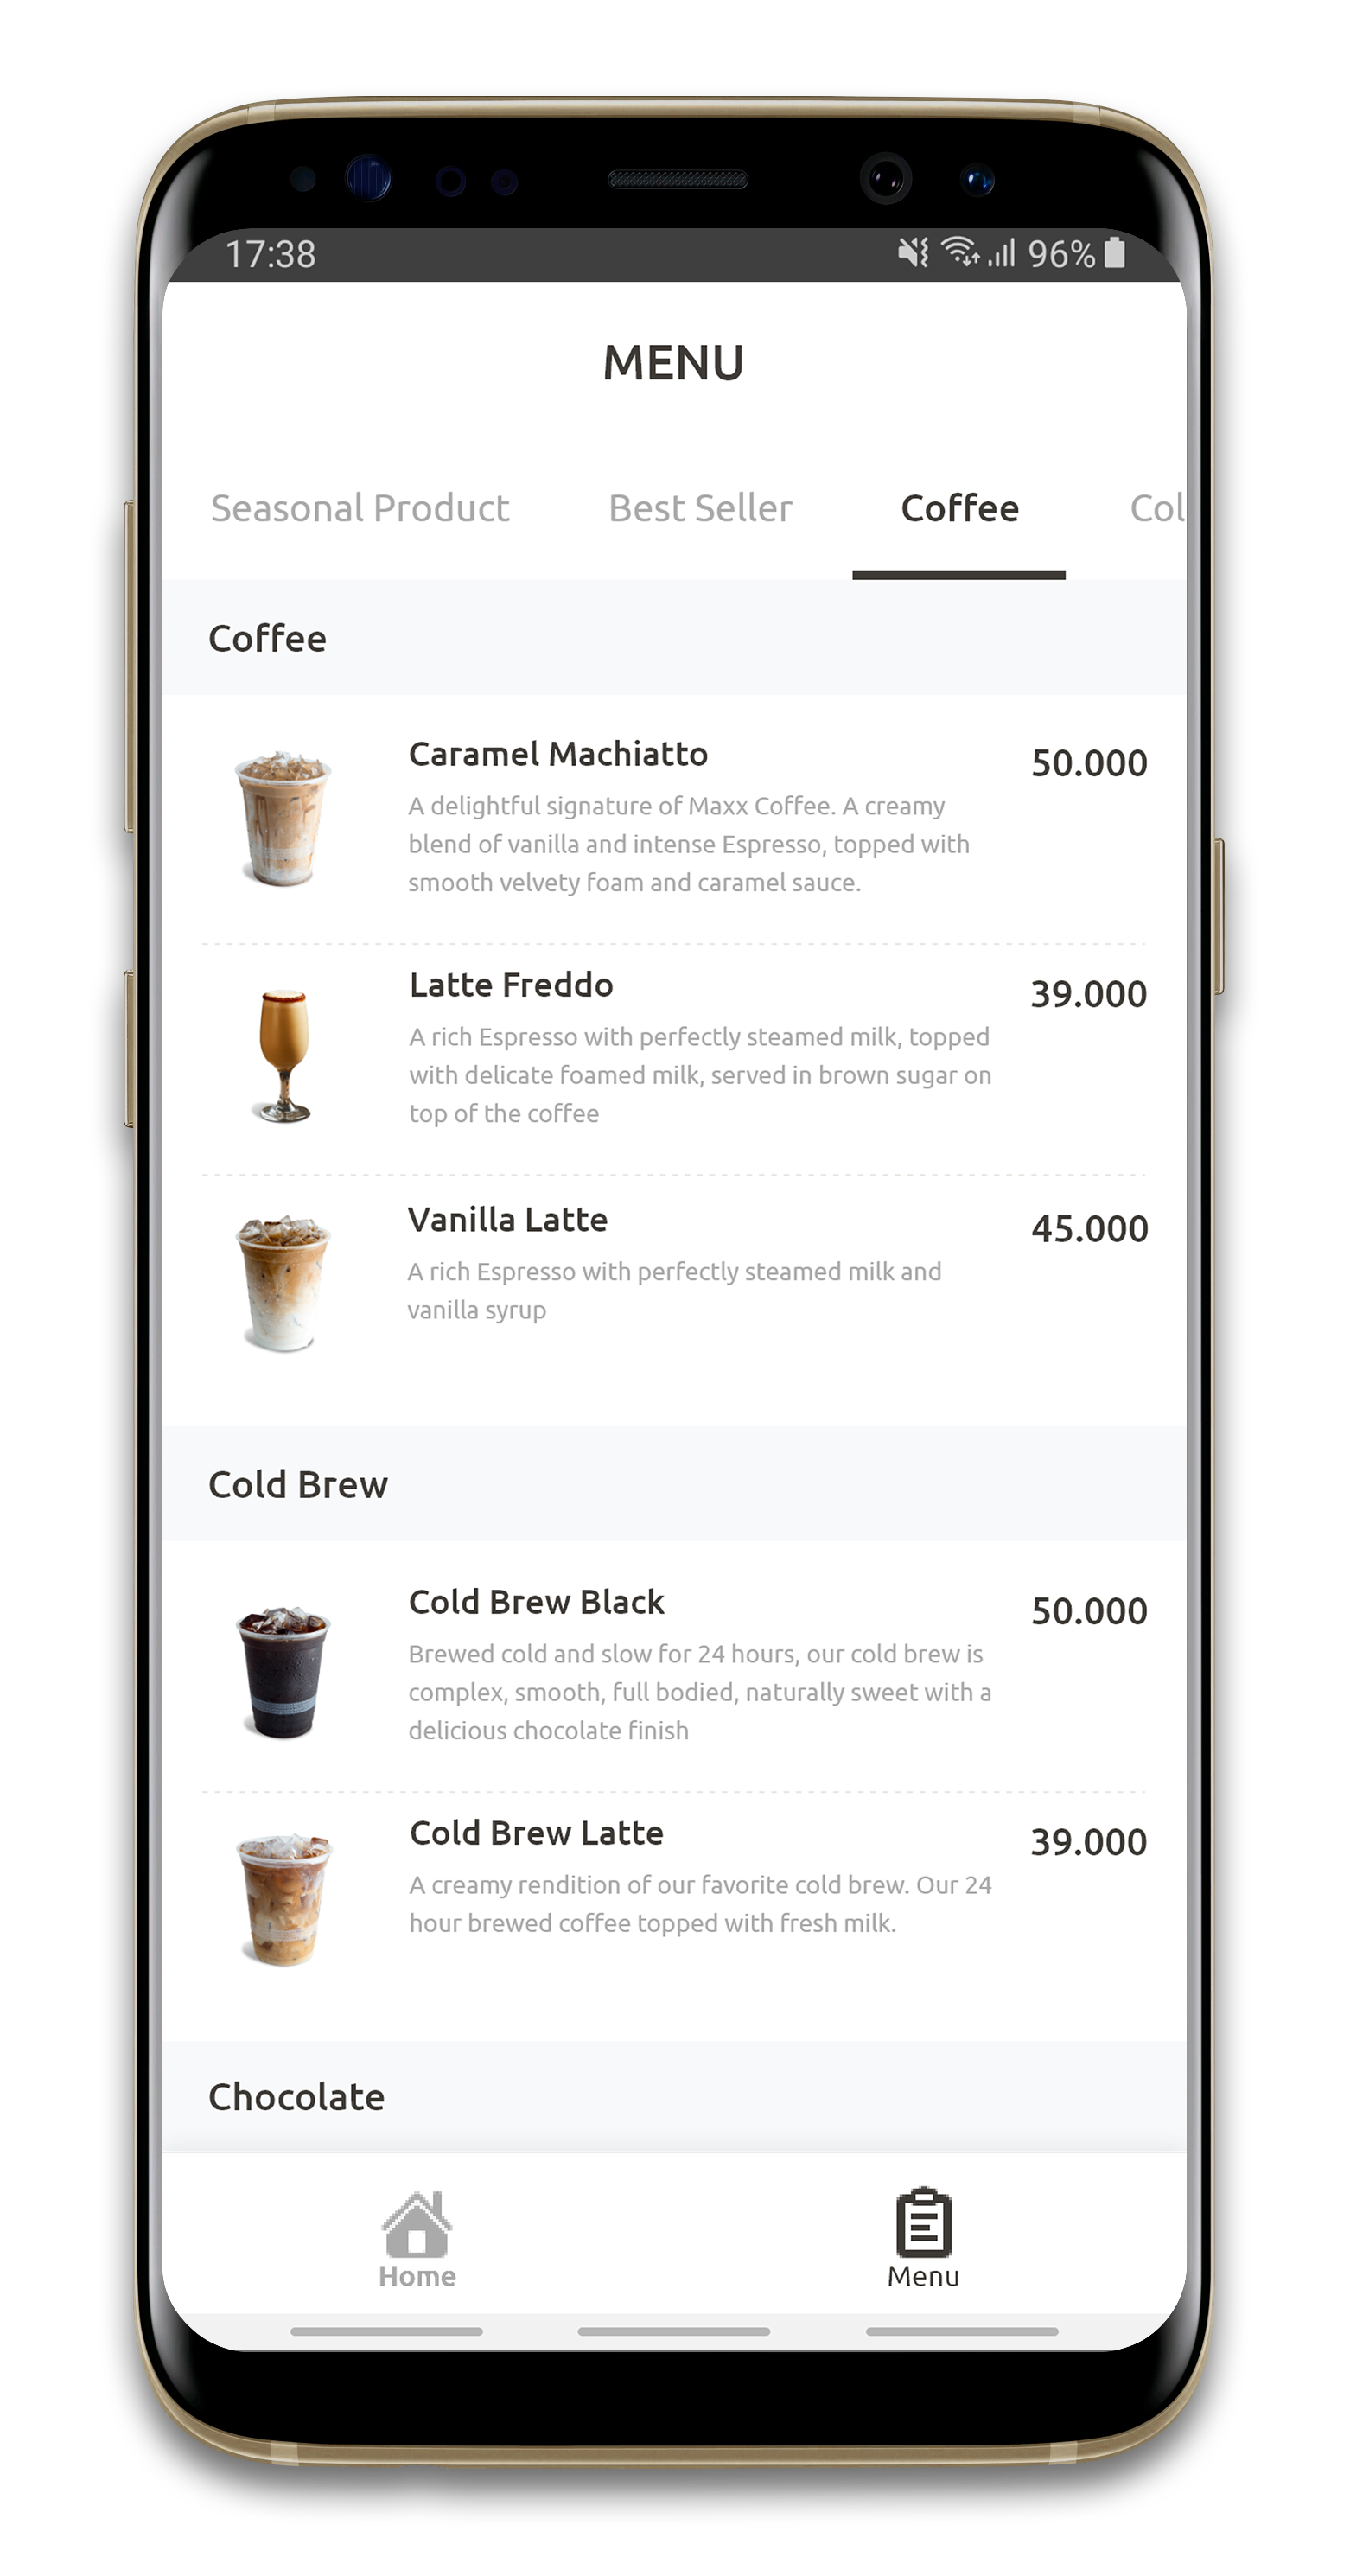 17:38
96%
MENU
Seasonal Product Best Seller Coffee Col
Coffee
Caramel Machiatto
50.000
A delightful signature of Maxx Coffee. A creamy
blend of vanilla and intense Espresso, topped with
smooth velvety foam and caramel sauce.
Latte Freddo
39.000
A rich Espresso with perfectly steamed milk, topped
with delicate foamed milk, served in brown sugar on
top of the coffee
Vanilla Latte
45.000
A rich Espresso with perfectly steamed milk and
vanilla syrup
Cold Brew
Cold Brew Black
50.000
Brewed cold and slow for 24 hours, our cold brew is
complex, smooth, full bodied, naturally sweet with a
delicious chocolate finish
Cold Brew Latte
39.000
A creamy rendition of our favorite cold brew. Our 24
hour brewed coffee topped with fresh milk.
Chocolate
Home
Menu